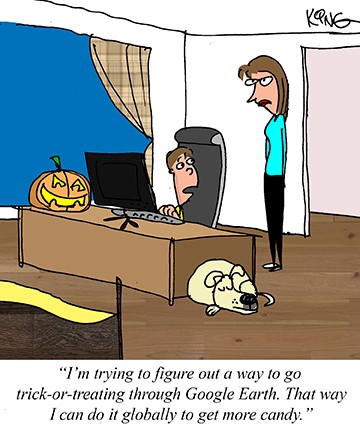 KiNG
“I’m trying to figure out a way to go
trick-or-treating through Google Earth. That way
I can do it globally to get more candy.”